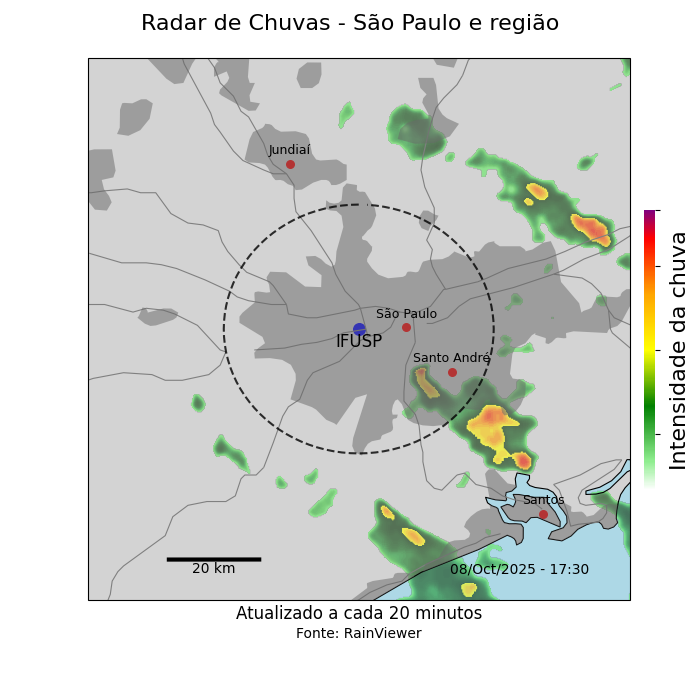 Radar de Chuvas - São Paulo e região
Jundiaí
São Paulo
IFUSP
Santo André
Santos
20 km
08/Oct/2025 - 17:30
Intensidade da chuva
Atualizado a cada 20 minutos
Fonte: RainViewer